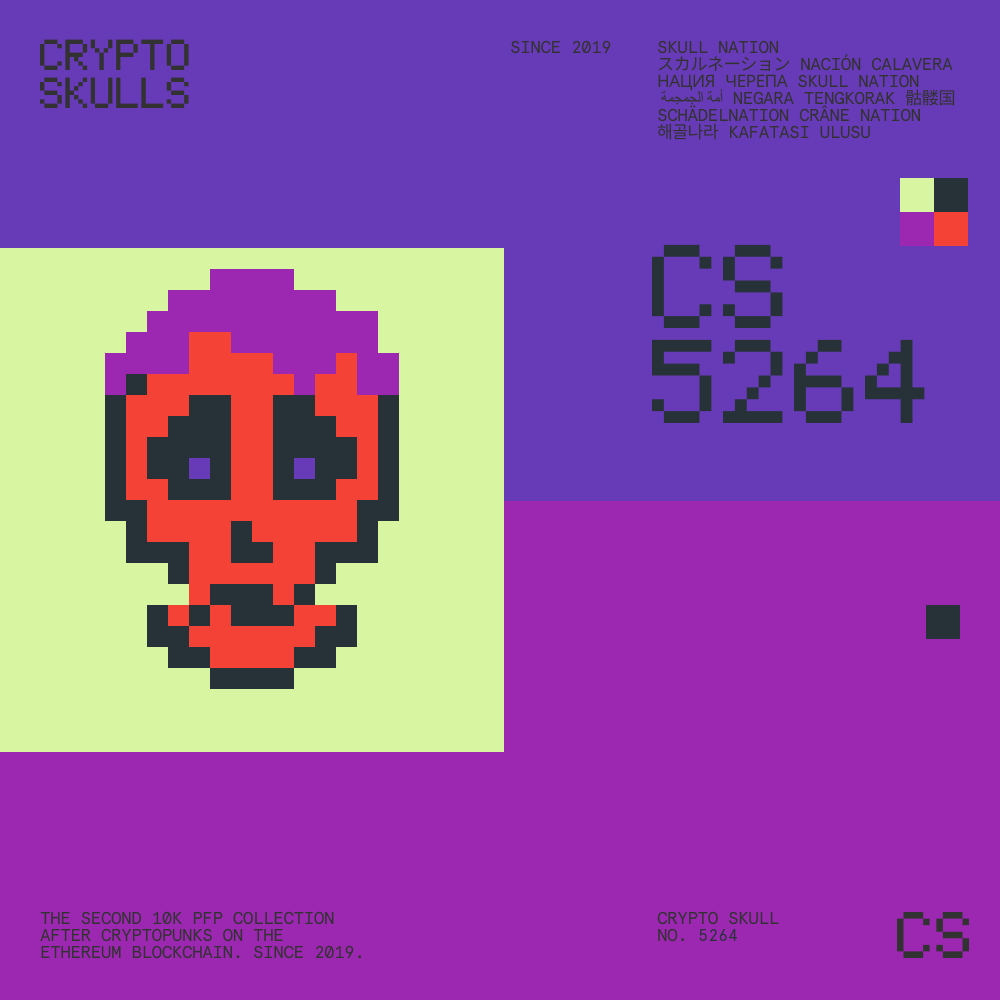 CRYPTO
SKULLS
SINCE 2019
SKULL NATION
スカルネーション NACIÓN CALAVERA
НАЦИЯ ЧЕРЕПА SKULL NATION
أمة الجمجمة NEGARA TENGKORAK 骷髅国
SCHÄDELNATION CRÂNE NATION
해골나라 KAFATASI ULUSU
CS
5264
THE SECOND 10K PFP COLLECTION
AFTER CRYPTOPUNKS ON THE
ETHEREUM BLOCKCHAIN. SINCE 2019.
CRYPTO SKULL
NO. 5264
CS